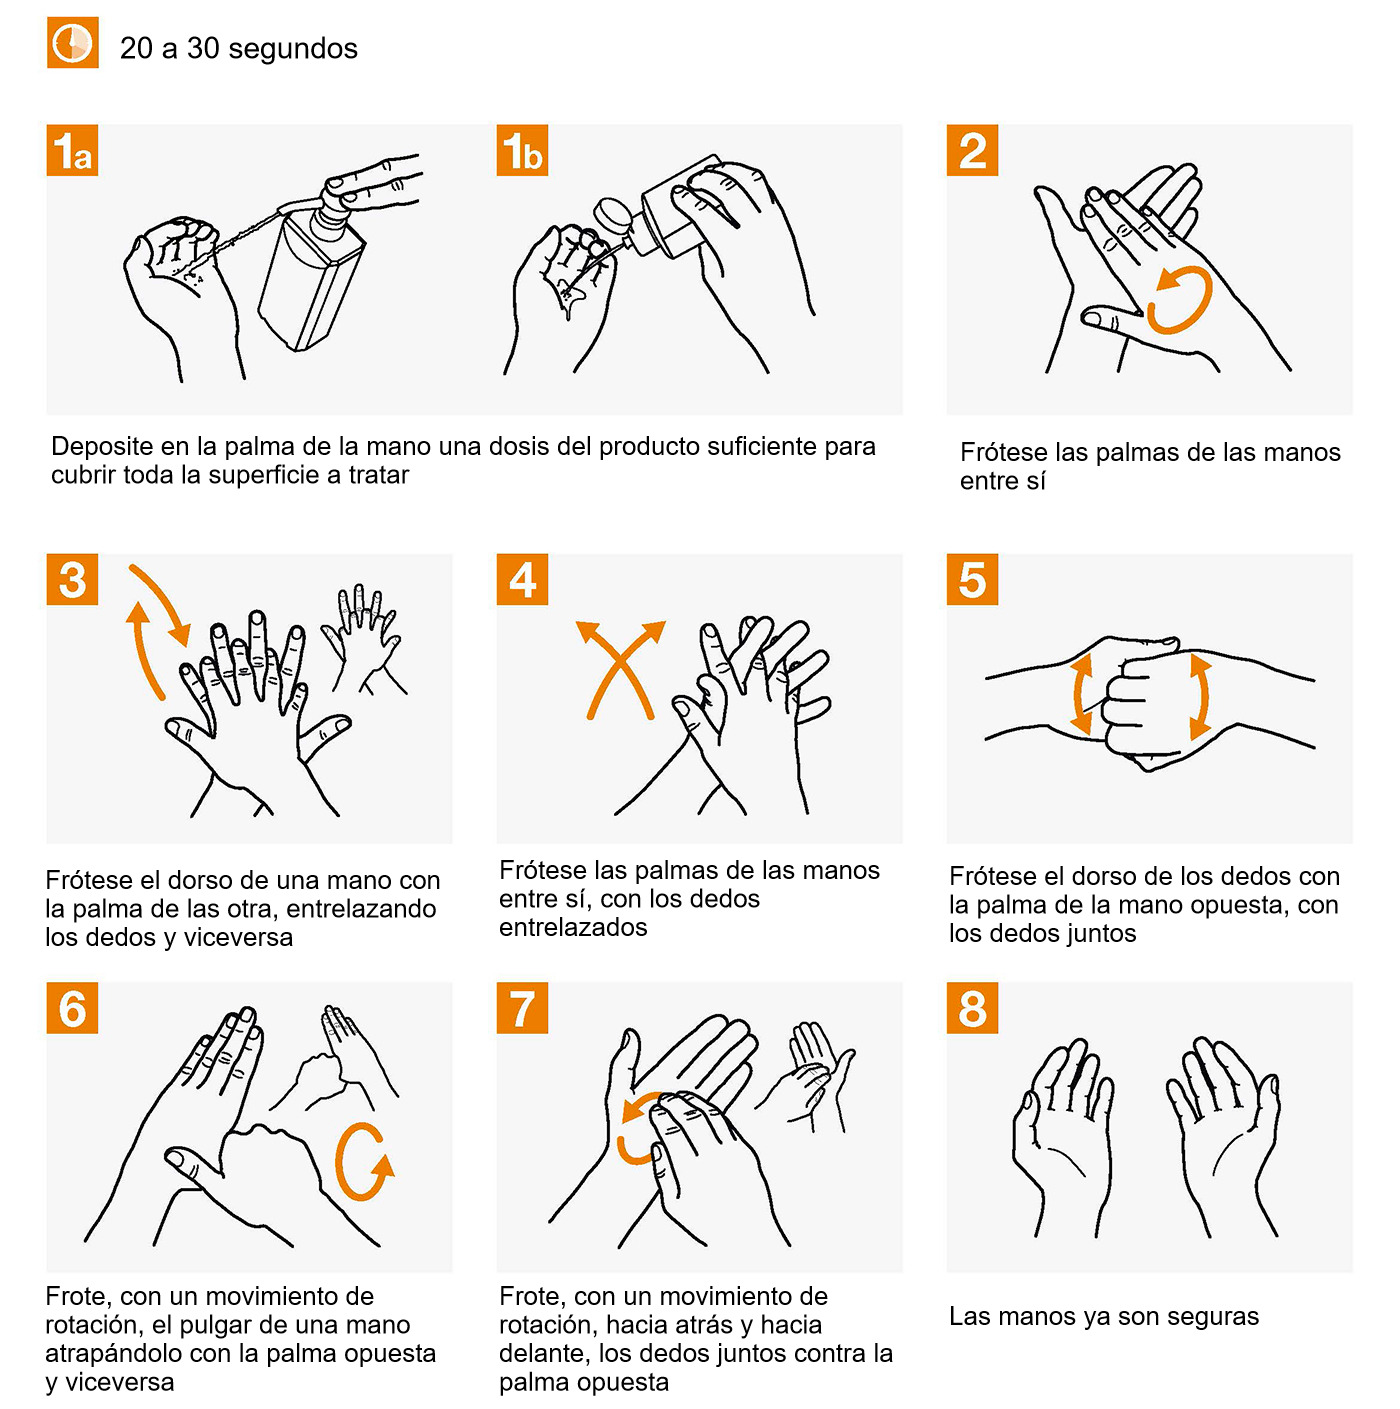 20 a 30 segundos
1a
1b
2
Deposite en la palma de la mano una dosis del producto suficiente para
cubrir toda la superficie a tratar
Frótese las palmas de las manos
entre sí
3
4
5
Frótese el dorso de una mano con
la palma de las otra, entrelazando
los dedos y viceversa
Frótese las palmas de las manos
entre sí, con los dedos
entrelazados
Frótese el dorso de los dedos con
la palma de la mano opuesta, con
los dedos juntos
6
7
8
Frote, con un movimiento de
rotación, el pulgar de una mano
atrapándolo con la palma opuesta
y viceversa
Frote, con un movimiento de
rotación, hacia atrás y hacia
delante, los dedos juntos contra la
palma opuesta
Las manos ya son seguras